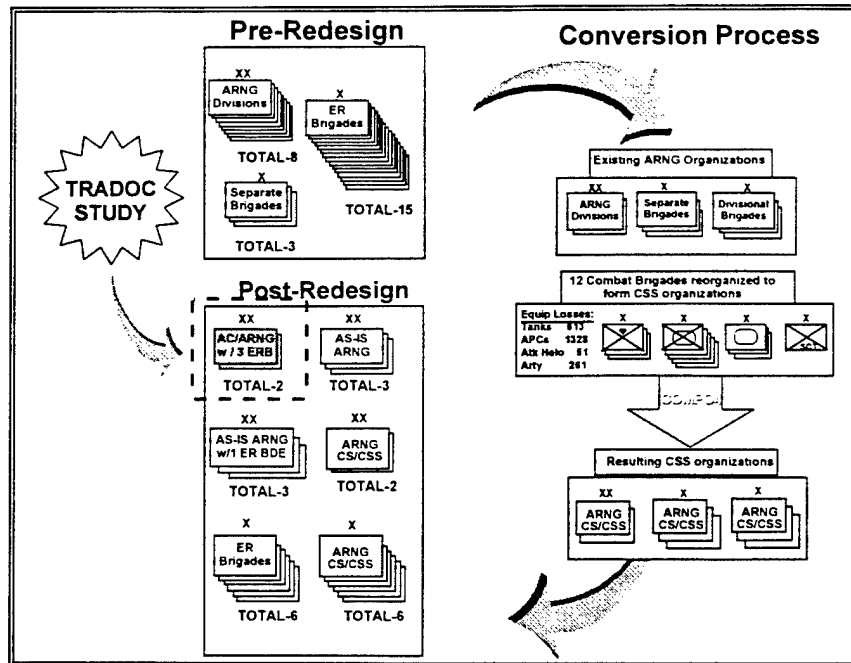 Pre-Redesign
XX
ARNG
Divisions
TOTAL-8
X
ER
Brigades
TOTAL-15
X
Separate
Brigades
TOTAL-3
TRADOC
STUDY
Post-Redesign
XX
AC/ARNG
w/ 3 ERB
TOTAL-2
XX
AS-IS
ARNG
TOTAL-3
XX
AS-IS ARNG
w/1 ER BDE
TOTAL-3
XX
ARNG
CS/CSS
TOTAL-2
X
ER
Brigades
TOTAL-6
X
ARNG
CS/CSS
TOTAL-6
Conversion Process
Existing ARNG Organizations
XX
ARNG
Divisions
X
Separate
Brigades
X
Divisional
Brigades
12 Combat Brigades reorganized to
form CSS organizations
Equip Losses:
Tanks 613
APCs 1328
Atk Helo 61
Arty 261
X
X
X
X
Resulting CSS organizations
XX
ARNG
CS/CSS
X
ARNG
CS/CSS
X
ARNG
CS/CSS